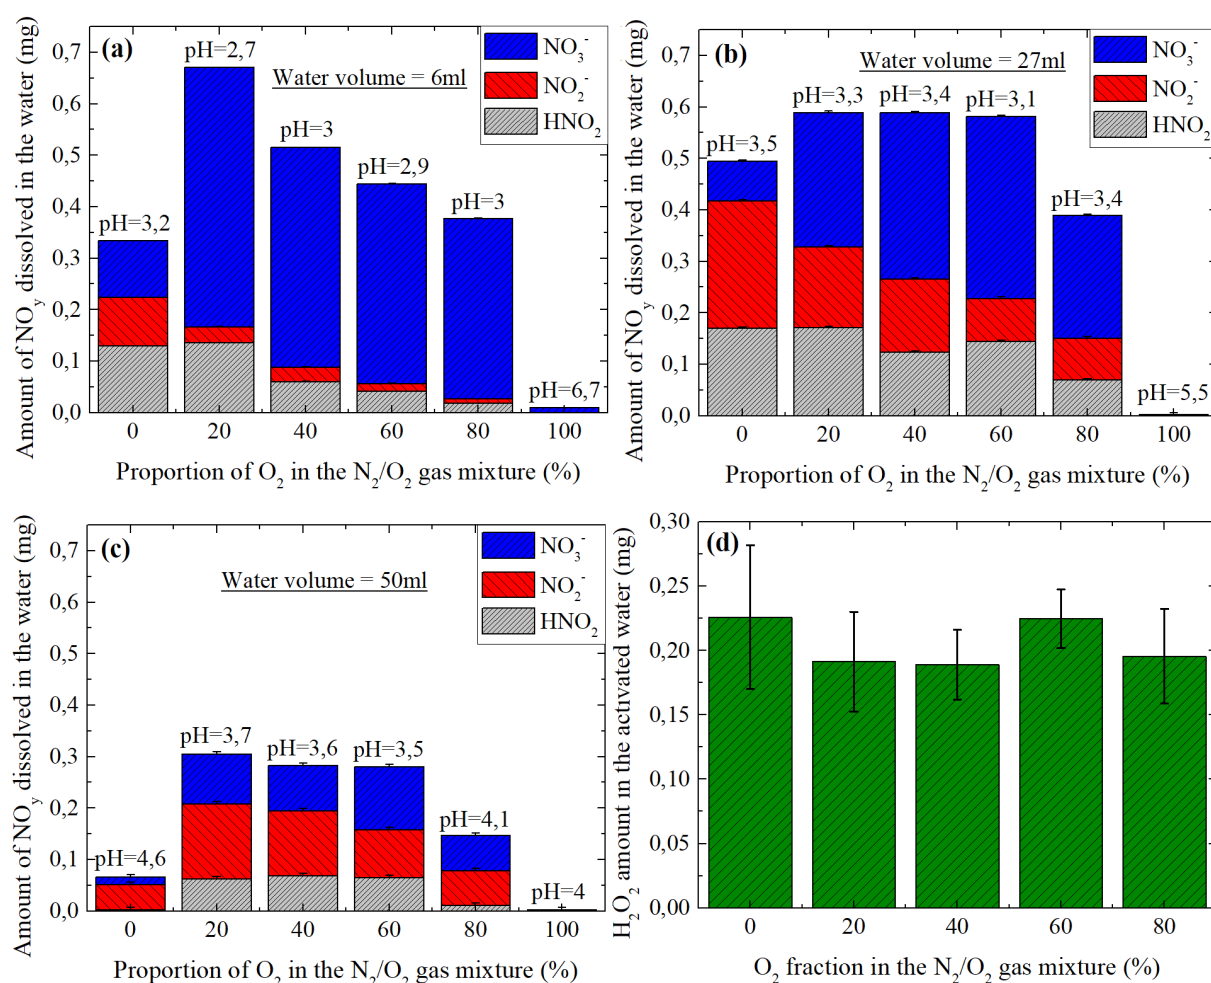 (a)
Water volume = 6ml
NO₃⁻
NO₂⁻
HNO₂
pH=3,2
pH=2,7
pH=3
pH=2,9
pH=3
pH=6,7
0,7
0,6
0,5
0,4
0,3
0,2
0,1
0,0
0 20 40 60 80 100
Amount of NOy dissolved in the water (mg)
Proportion of O₂ in the N₂/O₂ gas mixture (%)
(b)
Water volume = 27ml
NO₃⁻
NO₂⁻
HNO₂
pH=3,5
pH=3,3
pH=3,4
pH=3,1
pH=3,4
pH=5,5
0,7
0,6
0,5
0,4
0,3
0,2
0,1
0,0
0 20 40 60 80 100
Amount of NOy dissolved in the water (mg)
Proportion of O₂ in the N₂/O₂ gas mixture (%)
(c)
Water volume = 50ml
NO₃⁻
NO₂⁻
HNO₂
pH=4,6
pH=3,7
pH=3,6
pH=3,5
pH=4,1
pH=4
0,7
0,6
0,5
0,4
0,3
0,2
0,1
0,0
0 20 40 60 80 100
Amount of NOy dissolved in the water (mg)
Proportion of O₂ in the N₂/O₂ gas mixture (%)
(d)
0,30
0,25
0,20
0,15
0,10
0,05
0,00
0 20 40 60 80
H₂O₂ amount in the activated water (mg)
O₂ fraction in the N₂/O₂ gas mixture (%)